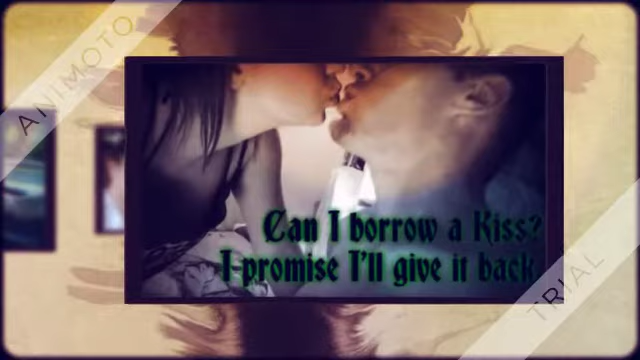 ANIMOTO
Can I borrow a Kiss?
I promise I'll give it back.
TRIAL